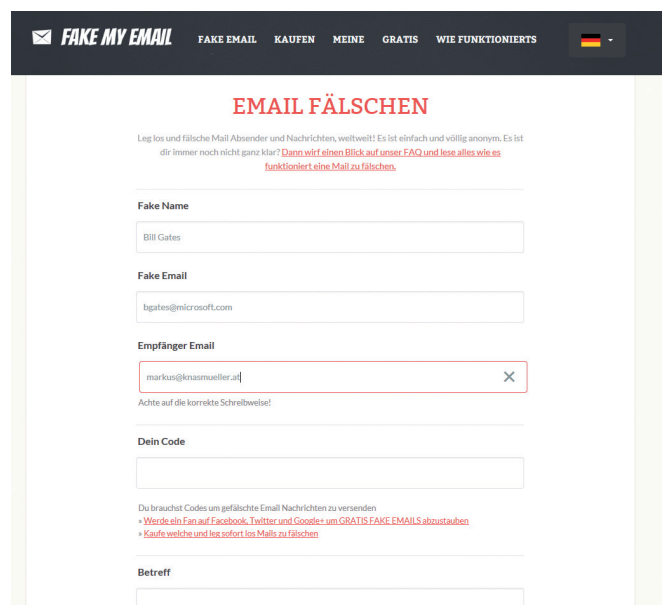 FAKE MY EMAIL FAKE EMAIL KAUFEN MEINE GRATIS WIE FUNKTIONIERTS
EMAIL FÄLSCHEN
Leg los und fälsche Mail Absender und Nachrichten, weltweit! Es ist einfach und völlig anonym. Es ist
dir immer noch nicht ganz klar? Dann wirf einen Blick auf unser FAQ und lese alles wie es
funktioniert eine Mail zu fälschen.
Fake Name
Bill Gates
Fake Email
bgates@microsoft.com
Empfänger Email
markus@knasmueller.at
Achte auf die korrekte Schreibweise!
Dein Code
Du brauchst Codes um gefälschte Email Nachrichten zu versenden
» Werde ein Fan auf Facebook, Twitter und Google+ um GRATIS FAKE EMAILS abzustauben
» Kaufe welche und leg sofort los Mails zu fälschen
Betreff